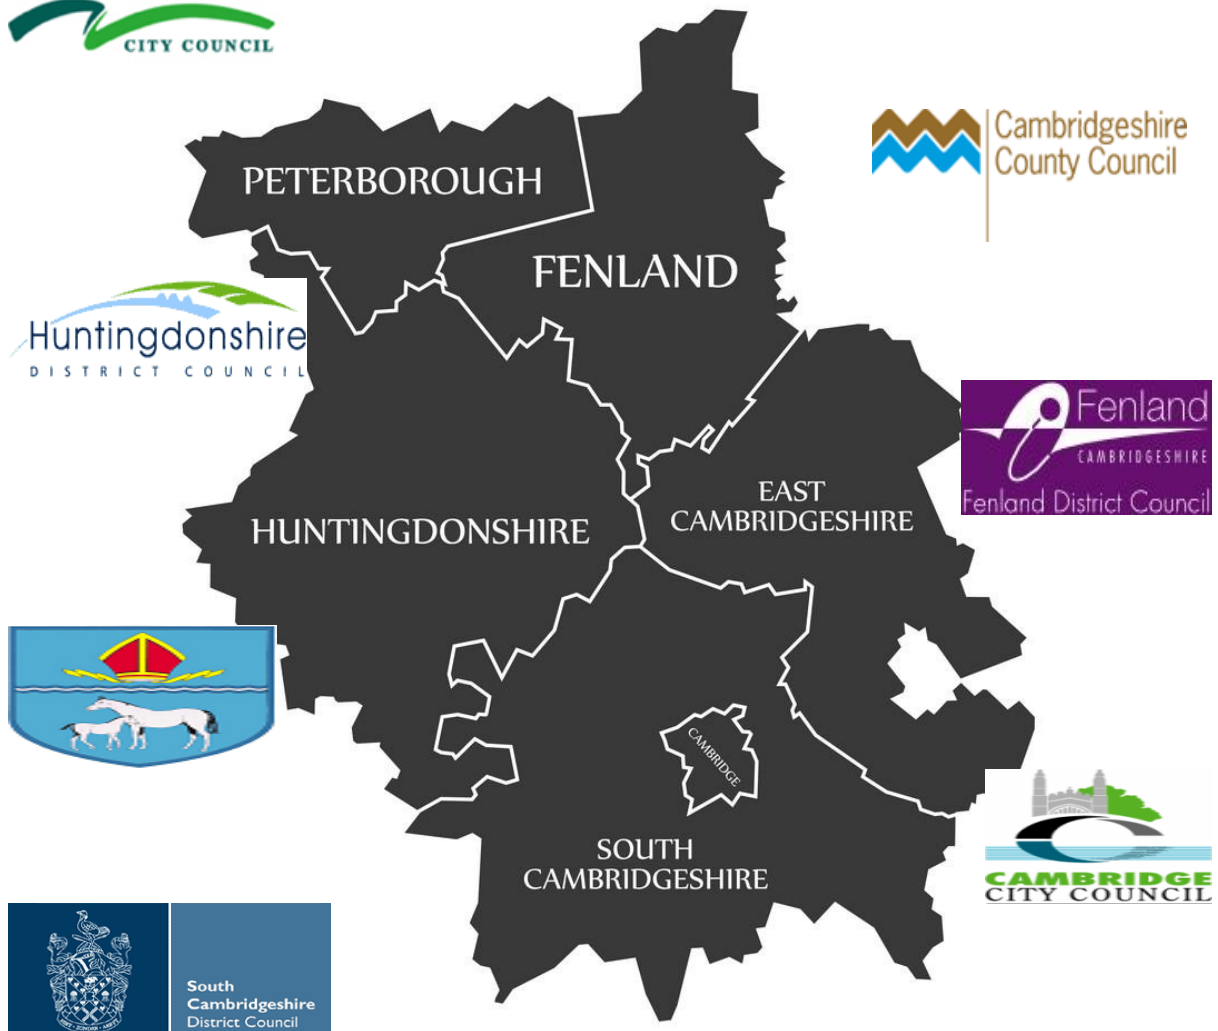 CITY COUNCIL
Cambridgeshire
County Council
PETERBOROUGH
FENLAND
Huntingdonshire
DISTRICT COUNCIL
Fenland
CAMBRIDGESHIRE
Fenland District Council
EAST
CAMBRIDGESHIRE
HUNTINGDONSHIRE
CAMBRIDGE
SOUTH
CAMBRIDGESHIRE
CAMBRIDGE
CITY COUNCIL
South
Cambridgeshire
District Council